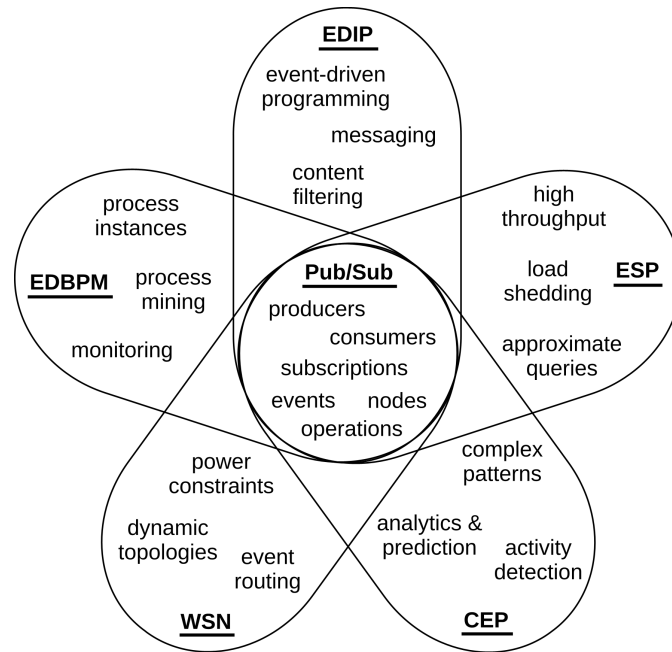 EDIP
event-driven
programming
messaging
content
filtering
process
instances
EDBPM
process
mining
monitoring
high
throughput
load
shedding
ESP
approximate
queries
Pub/Sub
producers
consumers
subscriptions
events nodes
operations
power
constraints
dynamic
topologies
event
routing
WSN
complex
patterns
analytics &
prediction
activity
detection
CEP